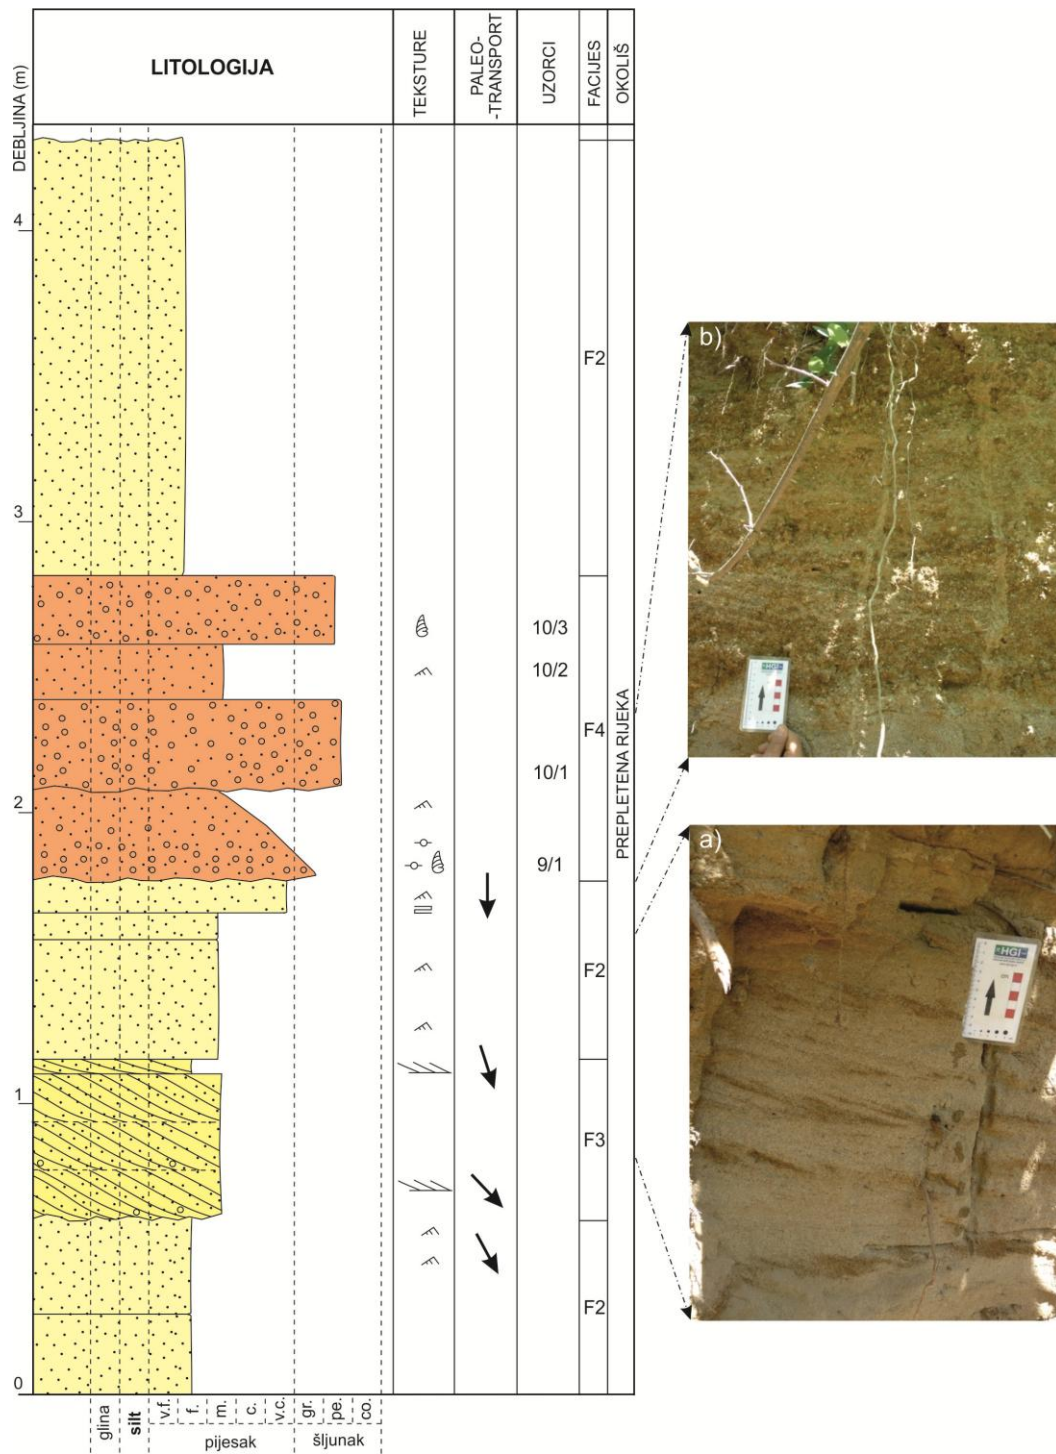 DEBLJINA (m)
LITOLOGIJA
TEKSTURE
PALEO-
-TRANSPORT
UZORCI
FACIJES
OKOLIŠ
4
F2
b)
3
10/3
10/2
HGI
F4
PREPLETENA RIJEKA
10/1
2
a)
9/1
HGI
F2
1
F3
F2
0
glina
silt
v.f.
f.
m.
c.
v.c.
gr.
pe.
co.
pijesak
šljunak